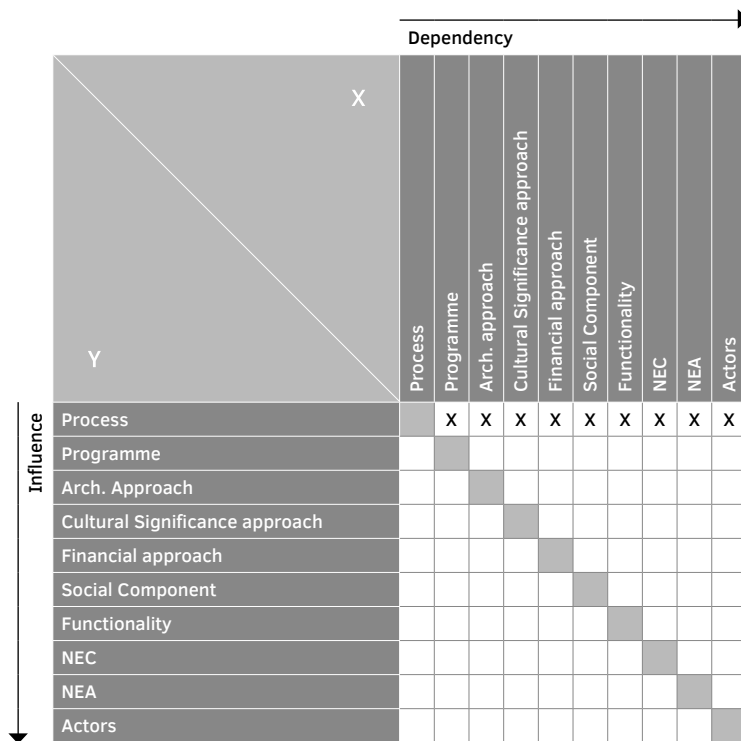 Dependency
X
Y
Process
Programme
Arch. approach
Cultural Significance approach
Financial approach
Social Component
Functionality
NEC
NEA
Actors
Influence
Process X X X X X X X X X
Programme
Arch. Approach
Cultural Significance approach
Financial approach
Social Component
Functionality
NEC
NEA
Actors